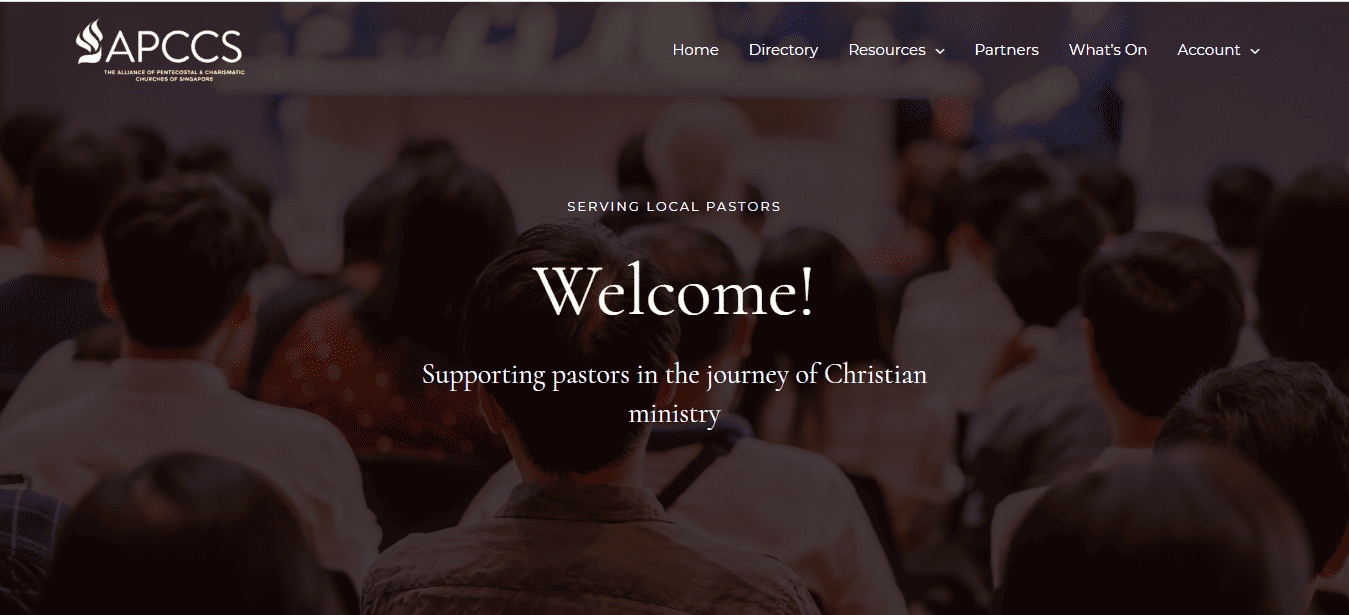 APCCS
THE ALLIANCE OF PENTECOSTAL & CHARISMATIC
CHURCHES OF SINGAPORE
Home Directory Resources Partners What's On Account
SERVING LOCAL PASTORS
Welcome!
Supporting pastors in the journey of Christian
ministry